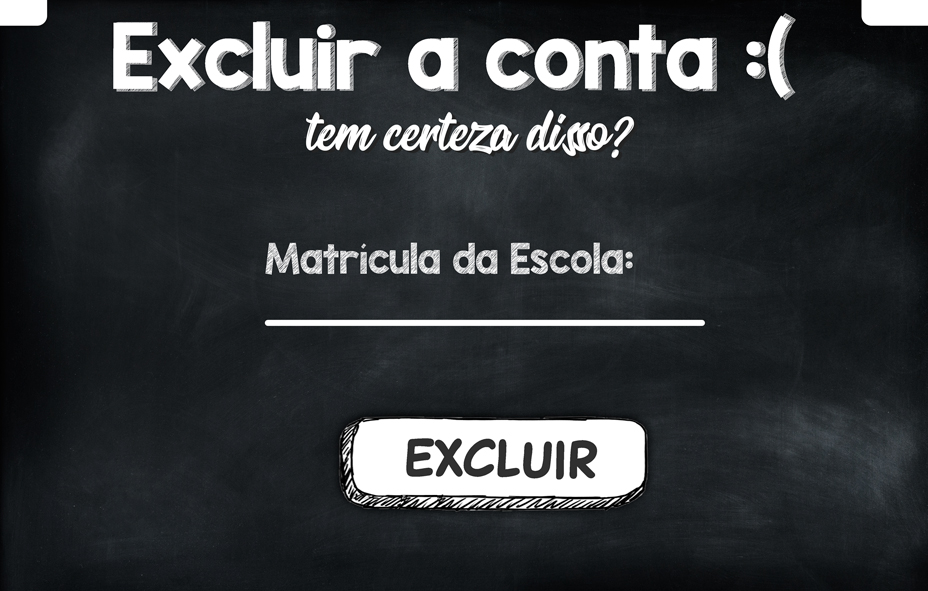 Excluir a conta :(
tem certeza disso?
Matrícula da Escola:
EXCLUIR